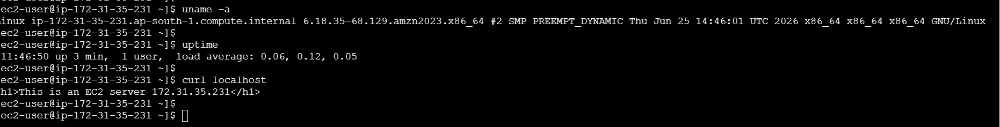 ec2-user@ip-172-31-35-231 ~]$ uname -a
inux ip-172-31-35-231.ap-south-1.compute.internal 6.18.35-68.129.amzn2023.x86_64 #2 SMP PREEMPT_DYNAMIC Thu Jun 25 14:46:01 UTC 2026 x86_64 x86_64 x86_64 GNU/Linux
ec2-user@ip-172-31-35-231 ~]$
ec2-user@ip-172-31-35-231 ~]$ uptime
11:46:50 up 3 min,  1 user,  load average: 0.06, 0.12, 0.05
ec2-user@ip-172-31-35-231 ~]$
ec2-user@ip-172-31-35-231 ~]$ curl localhost
h1>This is an EC2 server 172.31.35.231</h1>
ec2-user@ip-172-31-35-231 ~]$
ec2-user@ip-172-31-35-231 ~]$